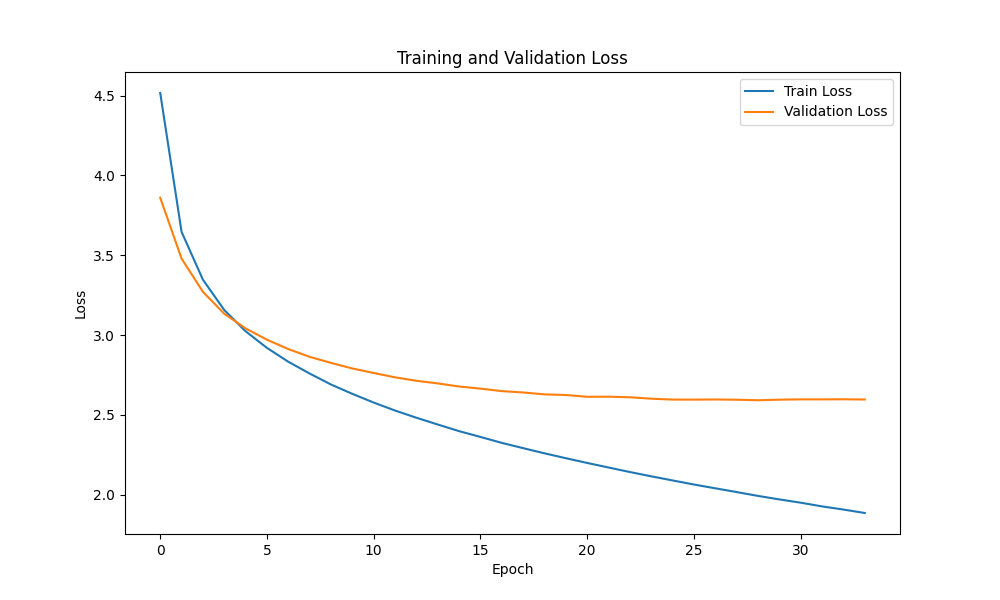 Training and Validation Loss
Train Loss
Validation Loss
4.5
4.0
3.5
3.0
2.5
2.0
Loss
0 5 10 15 20 25 30
Epoch